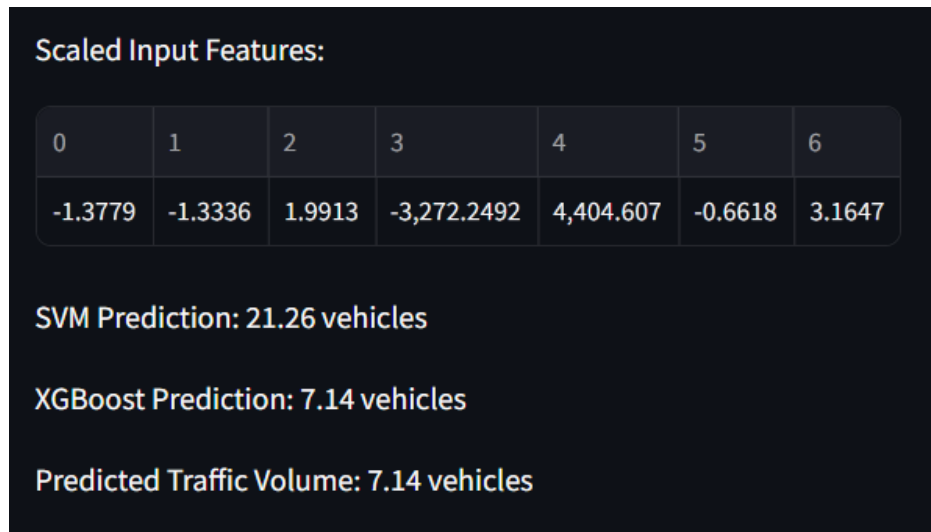 Scaled Input Features:
0 1 2 3 4 5 6
-1.3779 -1.3336 1.9913 -3,272.2492 4,404.607 -0.6618 3.1647
SVM Prediction: 21.26 vehicles
XGBoost Prediction: 7.14 vehicles
Predicted Traffic Volume: 7.14 vehicles